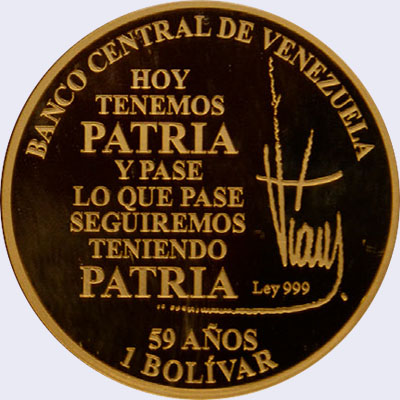 BANCO CENTRAL DE VENEZUELA
HOY
TENEMOS
PATRIA
Y PASE
LO QUE PASE
SEGUIREMOS
TENIENDO
PATRIA
Ley 999
59 AÑOS
1 BOLÍVAR